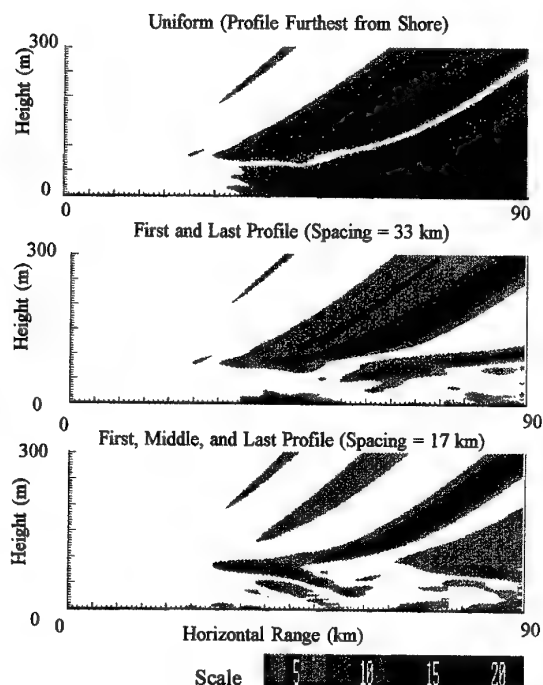 Uniform (Profile Furthest from Shore)
300
Height (m)
0
0
90
First and Last Profile (Spacing = 33 km)
300
Height (m)
0
0
90
First, Middle, and Last Profile (Spacing = 17 km)
300
Height (m)
0
0
90
Horizontal Range (km)
Scale 5 10 15 20